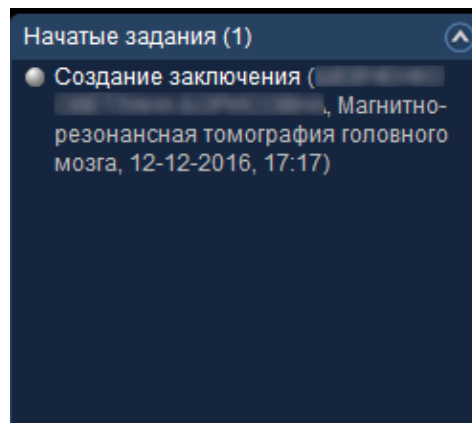 Начатые задания (1)
Создание заключения (
, Магнитно-
резонансная томография головного
мозга, 12-12-2016, 17:17)